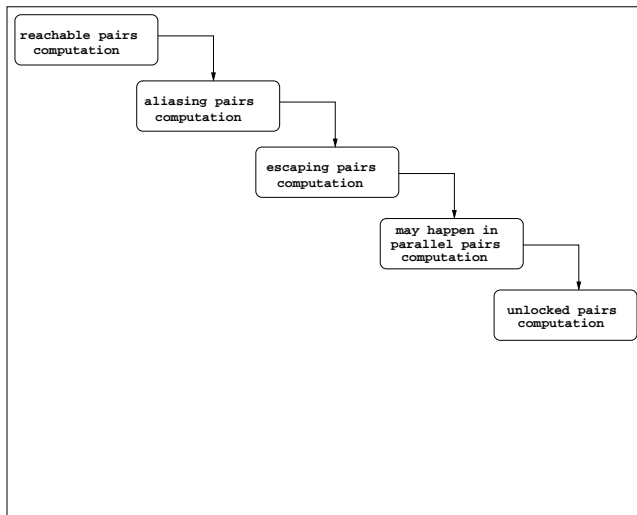 reachable pairs
computation
aliasing pairs
computation
escaping pairs
computation
may happen in
parallel pairs
computation
unlocked pairs
computation